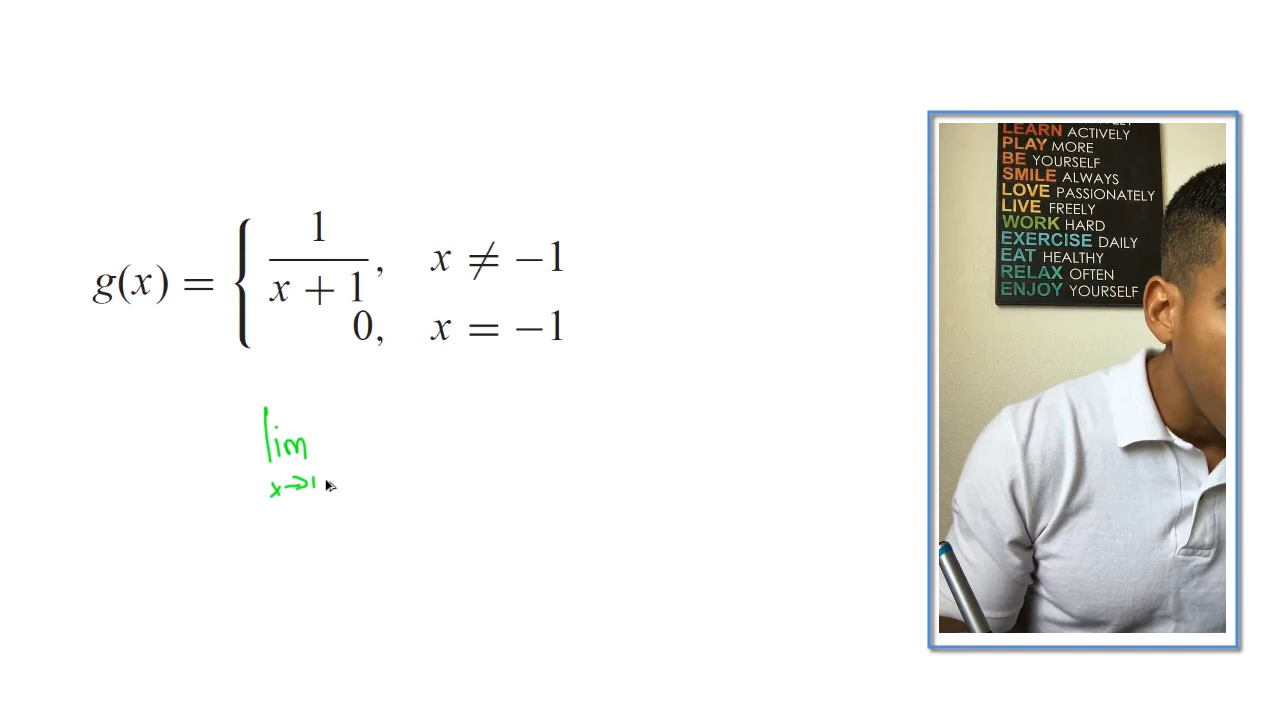 g(x) = { 1/(x + 1), x ≠ −1
0, x = −1
lim
x→1
LEARN ACTIVELY
PLAY MORE
BE YOURSELF
SMILE ALWAYS
LOVE PASSIONATELY
LIVE FREELY
WORK HARD
EXERCISE DAILY
EAT HEALTHY
RELAX OFTEN
ENJOY YOURSELF